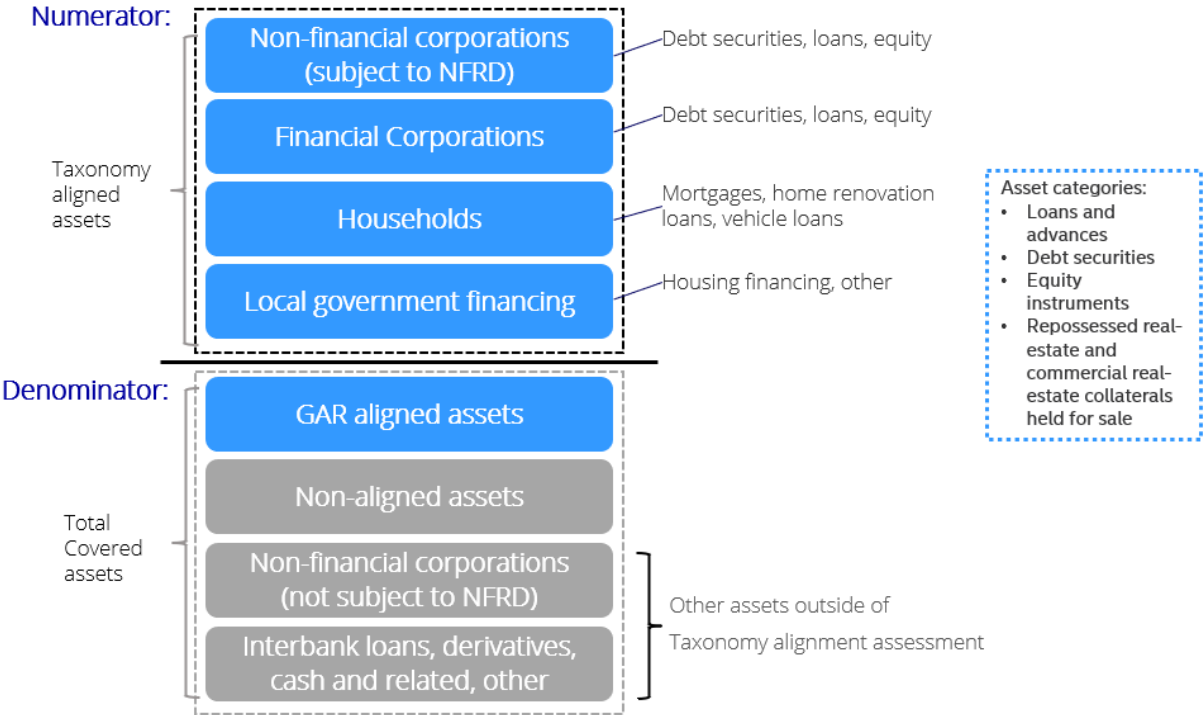 Numerator:
Non-financial corporations
(subject to NFRD)
Debt securities, loans, equity
Financial Corporations
Debt securities, loans, equity
Taxonomy
aligned
assets
Households
Mortgages, home renovation
loans, vehicle loans
Local government financing
Housing financing, other
Asset categories:
• Loans and
advances
• Debt securities
• Equity
instruments
• Repossessed real-
estate and
commercial real-
estate collaterals
held for sale
Denominator:
GAR aligned assets
Non-aligned assets
Total
Covered
assets
Non-financial corporations
(not subject to NFRD)
Interbank loans, derivatives,
cash and related, other
Other assets outside of
Taxonomy alignment assessment